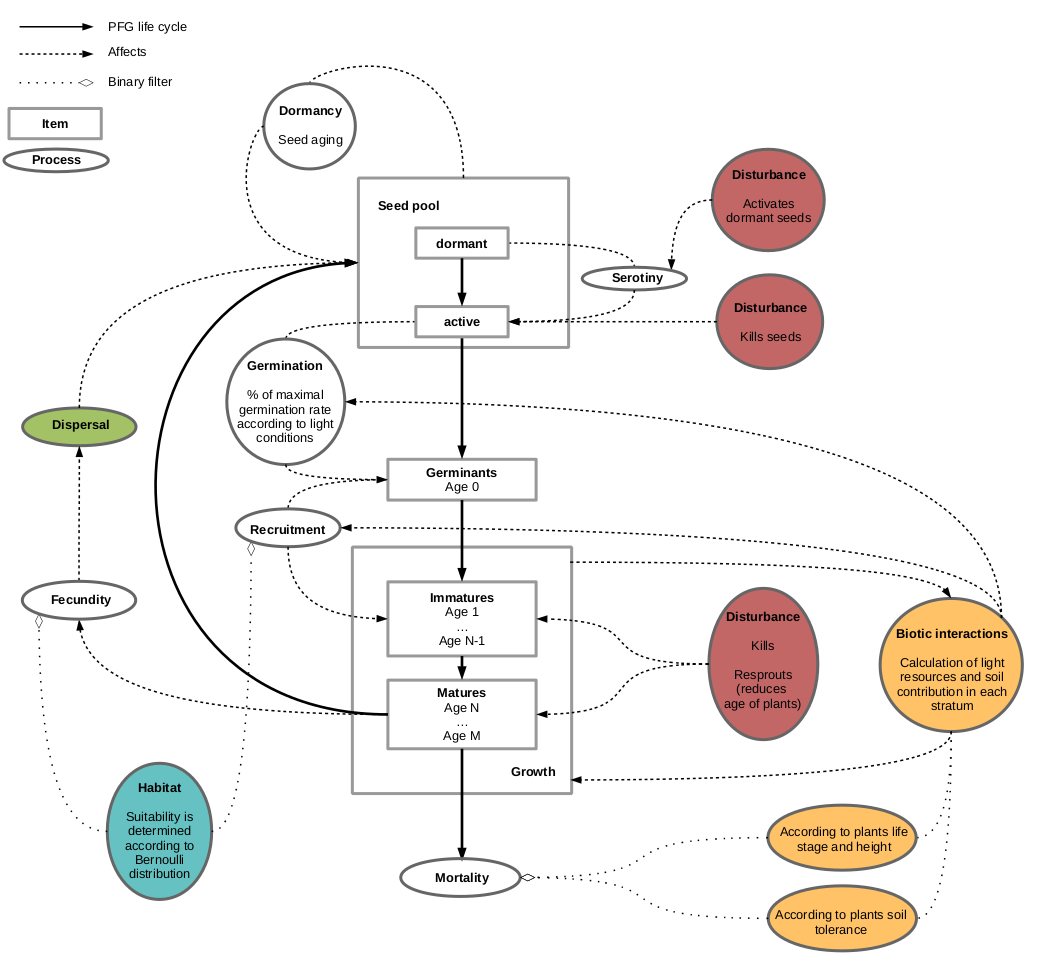 PFG life cycle
Affects
Binary filter
Item
Process
Dormancy
Seed aging
Seed pool
dormant
active
Disturbance
Activates
dormant seeds
Serotiny
Disturbance
Kills seeds
Germination
% of maximal
germination rate
according to light
conditions
Dispersal
Germinants
Age 0
Recruitment
Fecundity
Immatures
Age 1
...
Age N-1
Matures
Age N
...
Age M
Growth
Disturbance
Kills
Resprouts
(reduces
age of plants)
Biotic interactions
Calculation of light
resources and soil
contribution in each
stratum
Habitat
Suitability is
determined
according to
Bernoulli
distribution
Mortality
According to plants life
stage and height
According to plants soil
tolerance